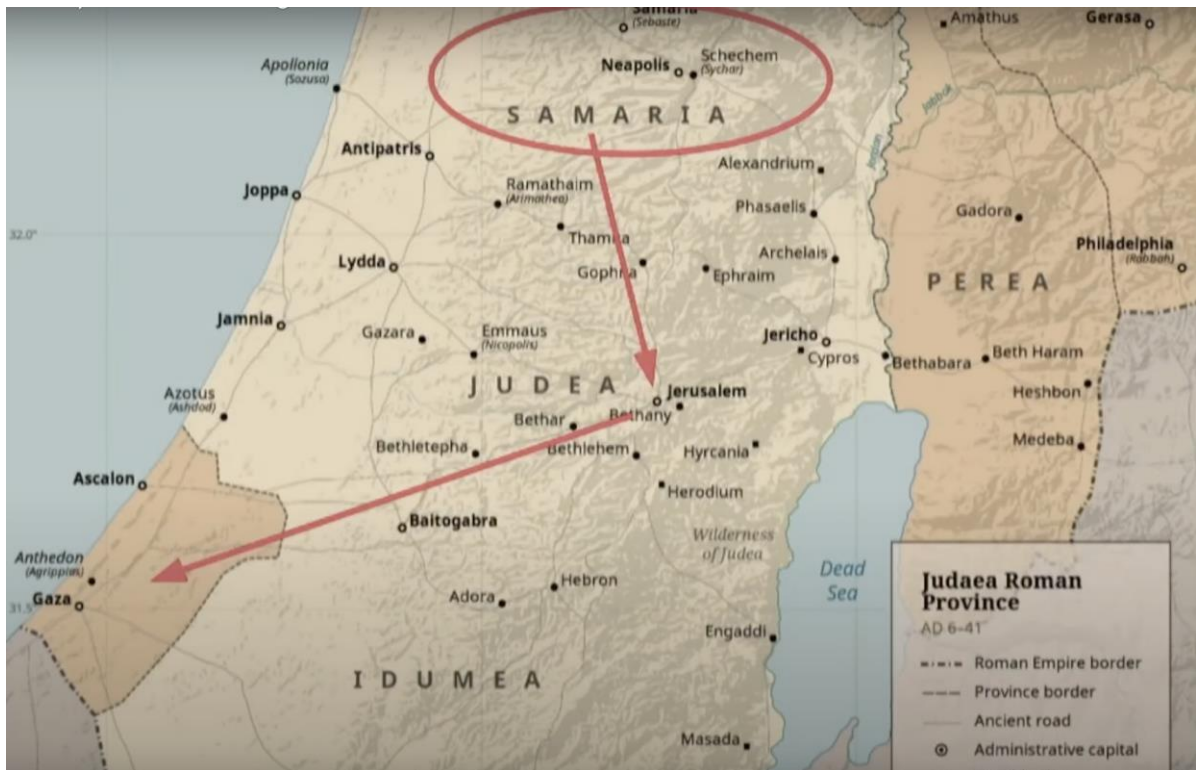 Samaria
(Sebaste)
Amathus
Gerasa
Apollonia
(Sozusa)
Neapolis
Schechem
(Sychar)
Jabbok
SAMARIA
Antipatris
Jordan
Alexandrium
Joppa
Ramathaim
(Arimathea)
Phasaelis
Gadora
32.0°
Thamna
Philadelphia
(Rabbah)
Lydda
Gophna
Ephraim
Archelais
PEREA
Jamnia
Gazara
Emmaus
(Nicopolis)
Jericho
Cypros
Bethabara
Beth Haram
Heshbon
JUDEA
Azotus
(Ashdod)
Jerusalem
Bethany
Bethar
Medeba
Bethletepha
Bethlehem
Hyrcania
Ascalon
Herodium
Baitogabra
Wilderness
of Judea
Anthedon
(Agrippias)
Dead
Sea
Hebron
Gaza
31.5°
Adora
Engaddi
IDUMEA
Masada
Judaea Roman
Province
AD 6-41
Roman Empire border
Province border
Ancient road
Administrative capital